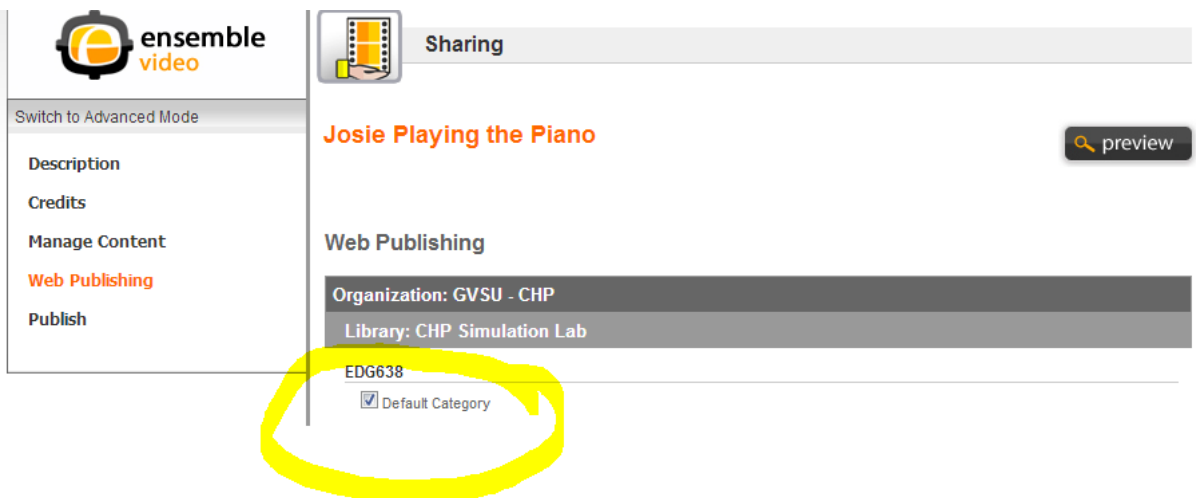 ensemble
video
Switch to Advanced Mode
Description
Credits
Manage Content
Web Publishing
Publish
Sharing
Josie Playing the Piano
preview
Web Publishing
Organization: GVSU - CHP
Library: CHP Simulation Lab
EDG638
Default Category